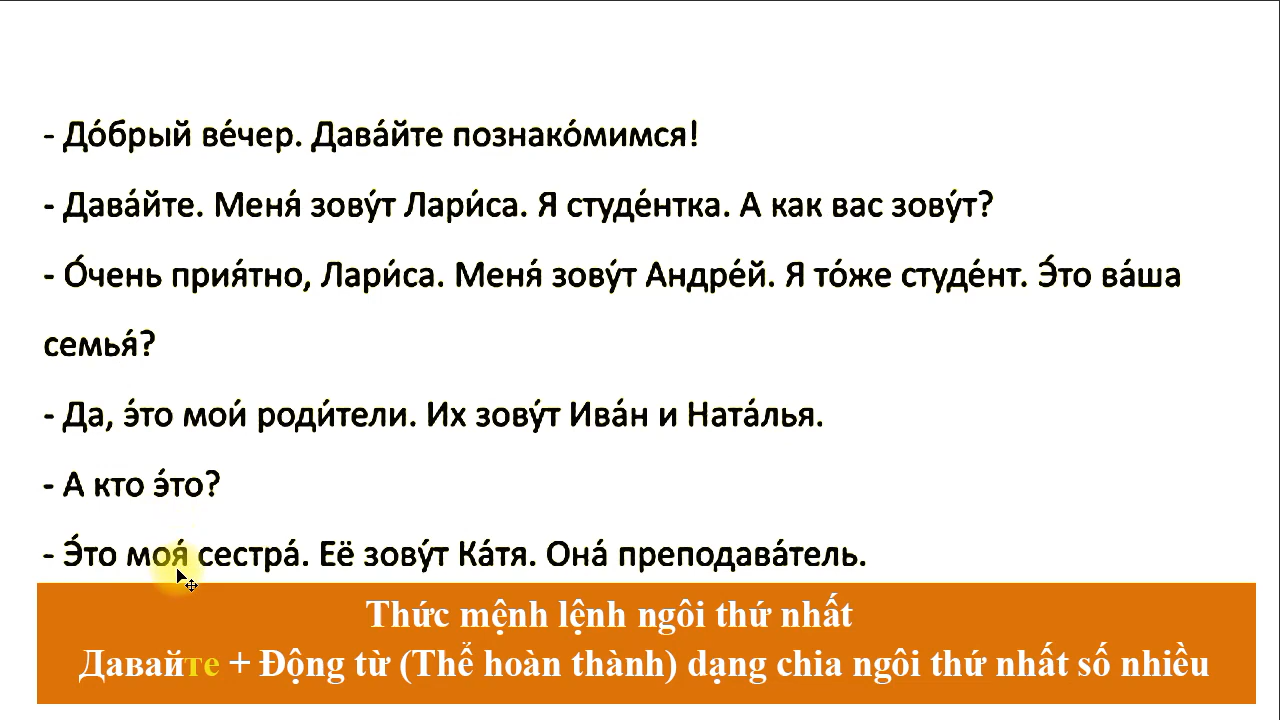 - До́брый ве́чер. Дава́йте познако́мимся!
- Дава́йте. Меня́ зову́т Лари́са. Я студе́нтка. А как вас зову́т?
- О́чень прия́тно, Лари́са. Меня́ зову́т Андре́й. Я то́же студе́нт. Э́то ва́ша
семья́?
- Да, э́то мои́ роди́тели. Их зову́т Ива́н и Ната́лья.
- А кто э́то?
- Э́то моя́ сестра́. Её зову́т Ка́тя. Она́ преподава́тель.
Thức mệnh lệnh ngôi thứ nhất
Давайте + Động từ (Thể hoàn thành) dạng chia ngôi thứ nhất số nhiều